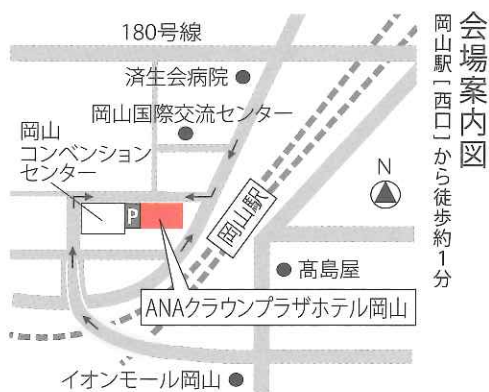 会場案内図
岡山駅[西口]から徒歩約1分
180号線
済生会病院
岡山国際交流センター
岡山
コンベンション
センター
P
岡山駅
N
髙島屋
ANAクラウンプラザホテル岡山
イオンモール岡山